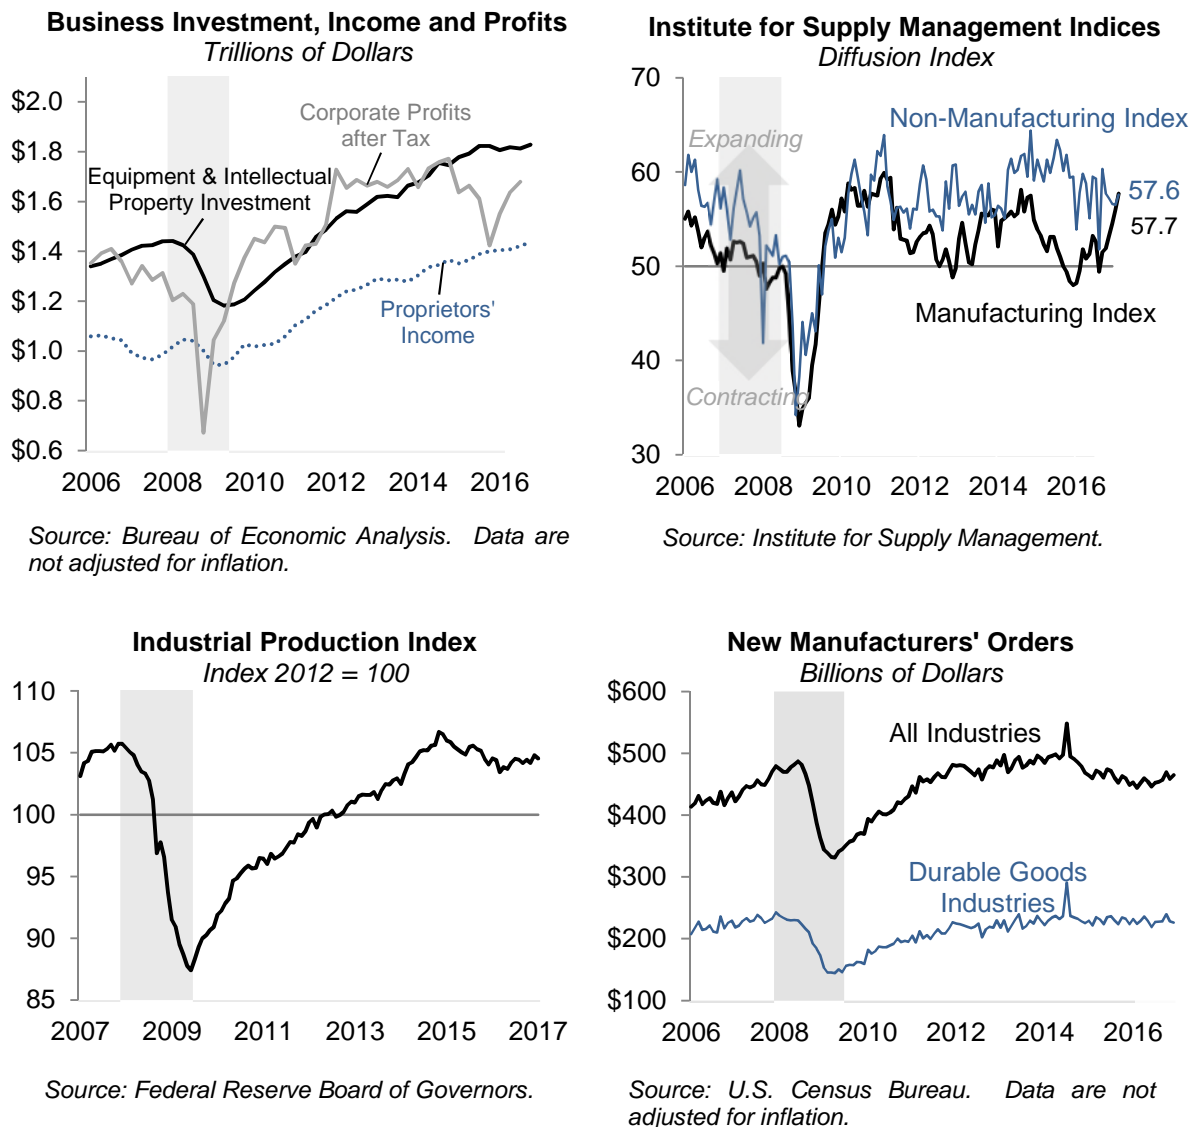 Business Investment, Income and Profits
Trillions of Dollars
$2.0
$1.8
$1.6
$1.4
$1.2
$1.0
$0.8
$0.6
Corporate Profits
after Tax
Equipment & Intellectual
Property Investment
Proprietors'
Income
2006 2008 2010 2012 2014 2016
Source: Bureau of Economic Analysis. Data are
not adjusted for inflation.
Institute for Supply Management Indices
Diffusion Index
70
60
50
40
30
Non-Manufacturing Index
Expanding
57.6
57.7
Manufacturing Index
Contracting
2006 2008 2010 2012 2014 2016
Source: Institute for Supply Management.
Industrial Production Index
Index 2012 = 100
110
105
100
95
90
85
2007 2009 2011 2013 2015 2017
Source: Federal Reserve Board of Governors.
New Manufacturers' Orders
Billions of Dollars
$600
$500
$400
$300
$200
$100
All Industries
Durable Goods
Industries
2006 2008 2010 2012 2014 2016
Source: U.S. Census Bureau. Data are not
adjusted for inflation.